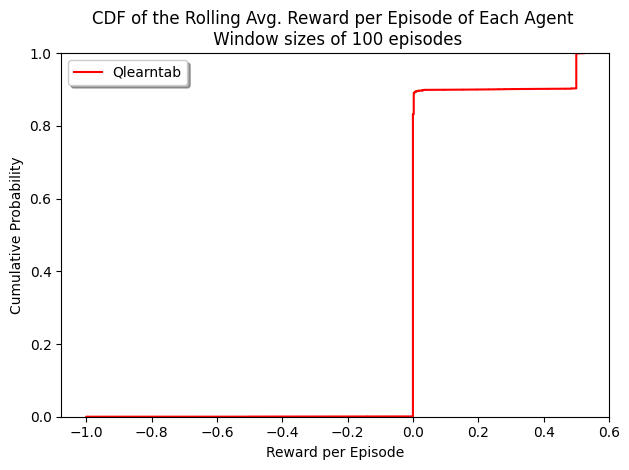 CDF of the Rolling Avg. Reward per Episode of Each Agent
Window sizes of 100 episodes
Qlearntab
1.0
0.8
0.6
0.4
0.2
0.0
Cumulative Probability
−1.0 −0.8 −0.6 −0.4 −0.2 0.0 0.2 0.4 0.6
Reward per Episode